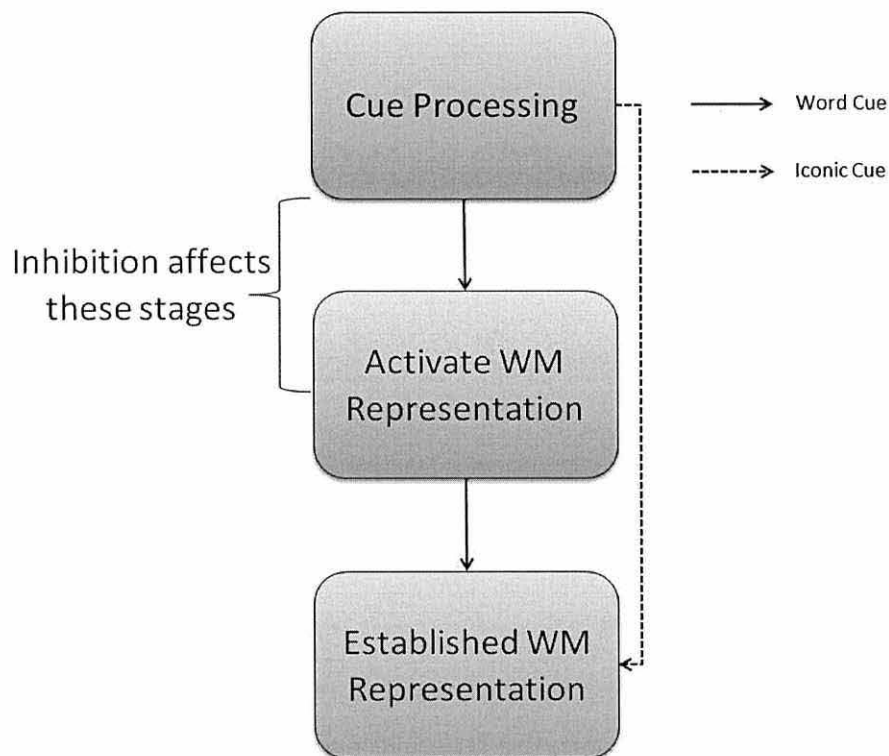 Cue Processing
Word Cue
Iconic Cue
Inhibition affects
these stages
Activate WM
Representation
Established WM
Representation